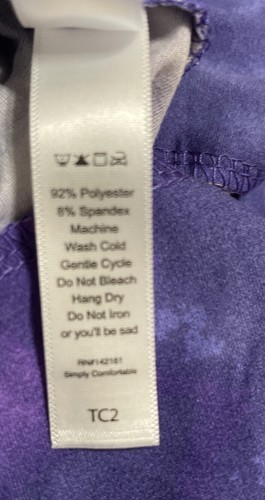 92% Polyester
8% Spandex
Machine
Wash Cold
Gentle Cycle
Do Not Bleach
Hang Dry
Do Not Iron
or you'll be sad
RN#142161
Simply Comfortable
TC2